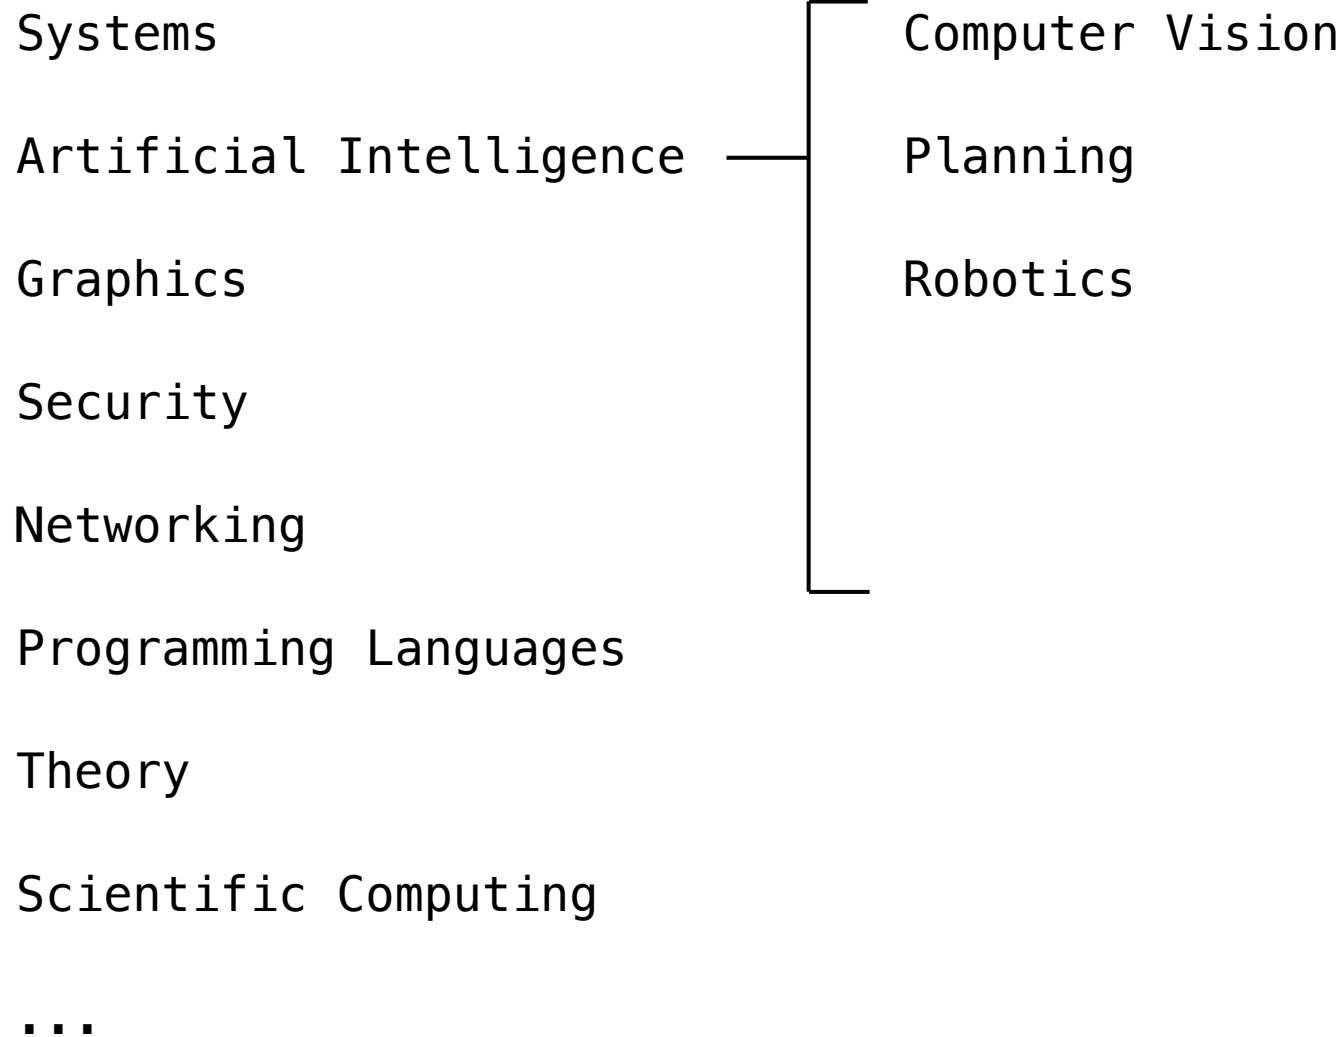 Systems
Artificial Intelligence
Graphics
Security
Networking
Programming Languages
Theory
Scientific Computing
...
Computer Vision
Planning
Robotics